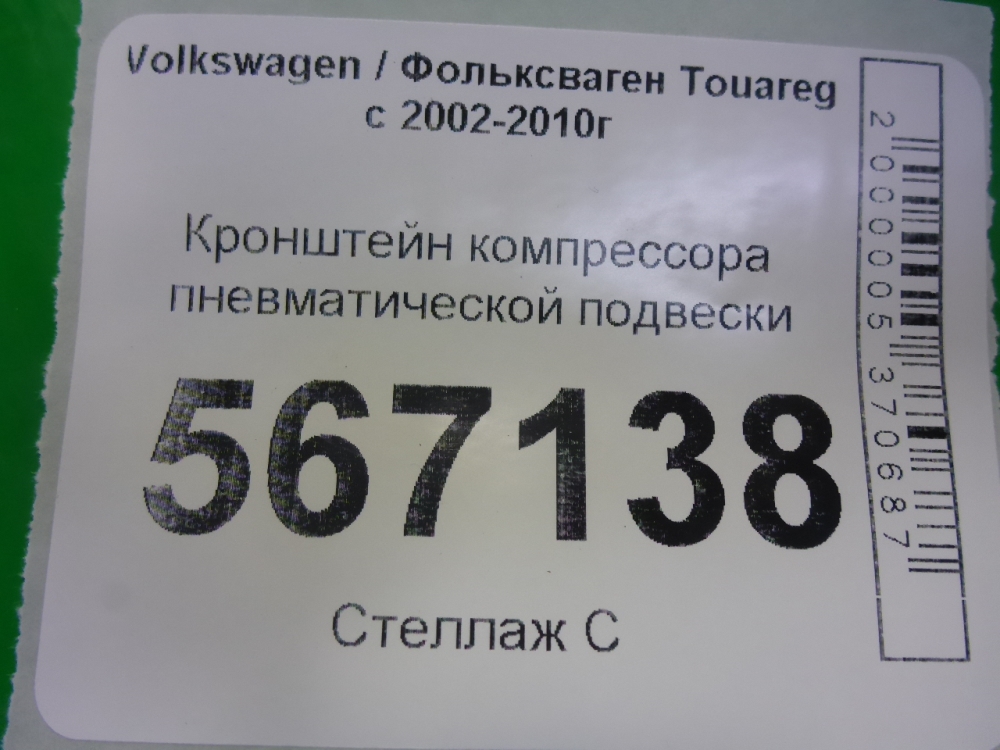 Volkswagen / Фольксваген Touareg
с 2002-2010г
Кронштейн компрессора
пневматической подвески
567138
Стеллаж С
2000005370687